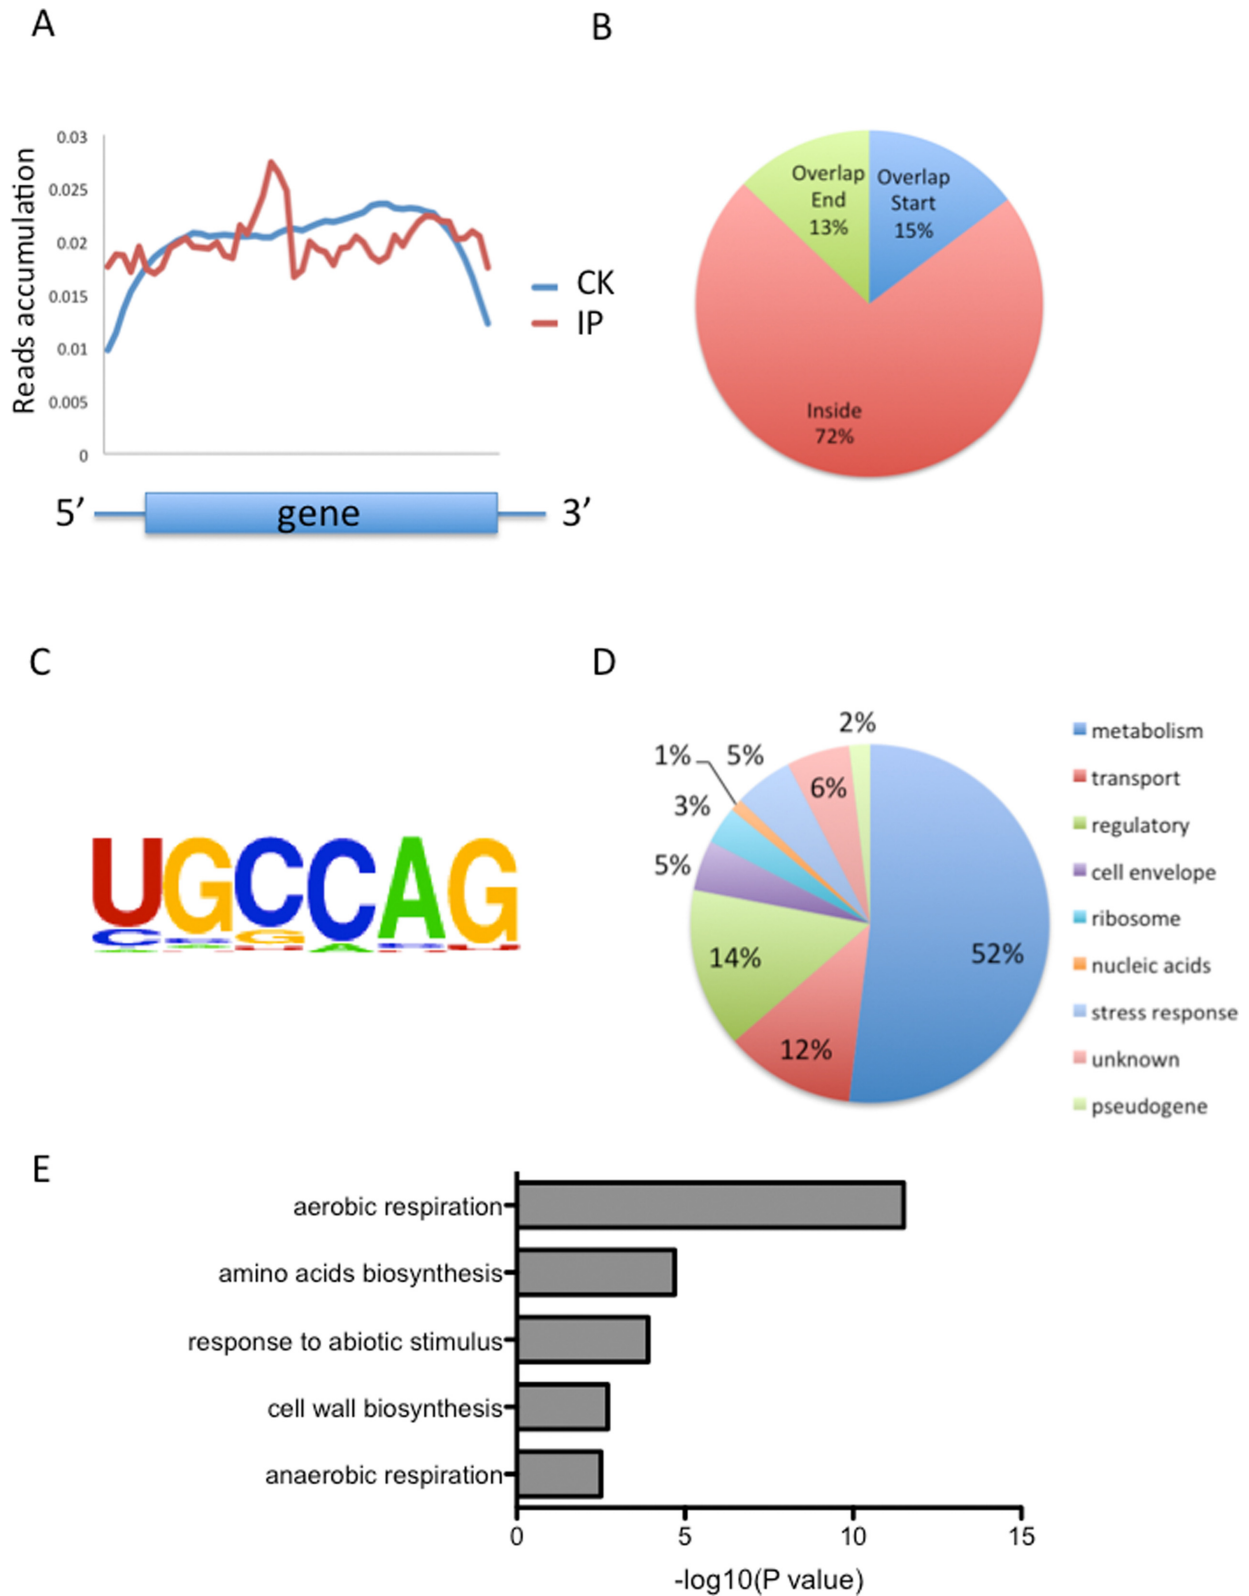 A
B
Reads accumulation
0.03
0.025
0.02
0.015
0.01
0.005
0
CK
IP
5’
gene
3’
Overlap
End
13%
Overlap
Start
15%
Inside
72%
C
D
UGCCAG
2%
1%
5%
3%
6%
5%
14%
12%
52%
metabolism
transport
regulatory
cell envelope
ribosome
nucleic acids
stress response
unknown
pseudogene
E
aerobic respiration
amino acids biosynthesis
response to abiotic stimulus
cell wall biosynthesis
anaerobic respiration
0
5
10
15
-log10(P value)